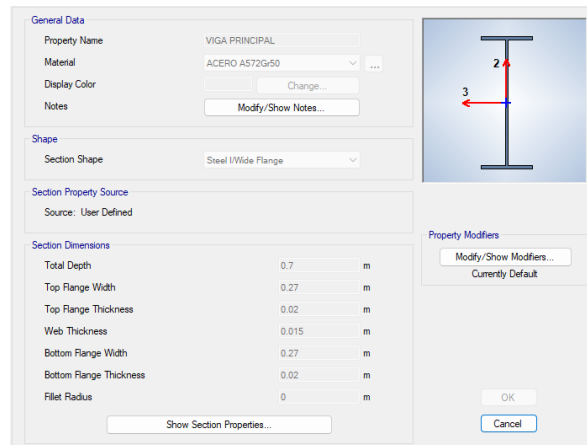 General Data
Property Name VIGA PRINCIPAL
Material ACERO A572Gr50 ...
Display Color Change...
Notes Modify/Show Notes...
Shape
Section Shape Steel I/Wide Flange
Section Property Source
Source: User Defined
Section Dimensions
Total Depth 0.7 m
Top Flange Width 0.27 m
Top Flange Thickness 0.02 m
Web Thickness 0.015 m
Bottom Flange Width 0.27 m
Bottom Flange Thickness 0.02 m
Fillet Radius 0 m
Show Section Properties...
2
3
Property Modifiers
Modify/Show Modifiers...
Currently Default
OK
Cancel